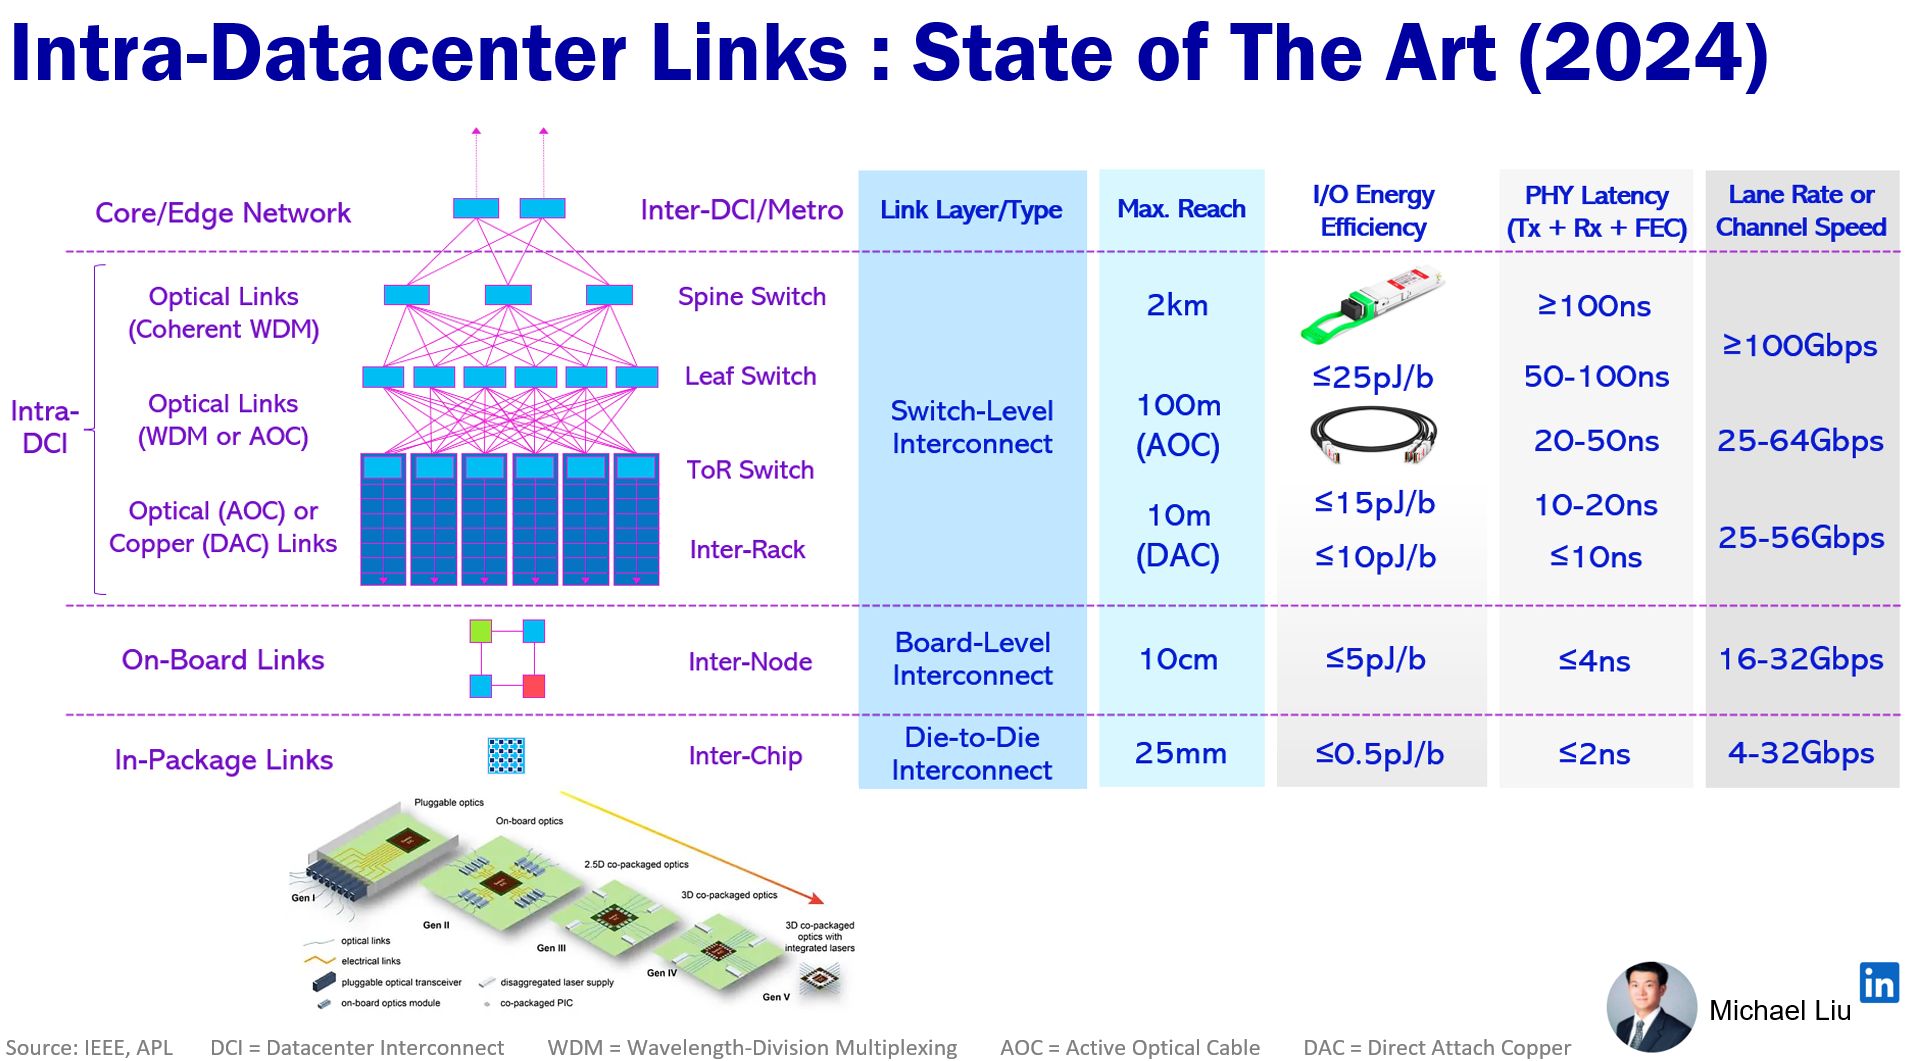 Intra-Datacenter Links : State of The Art (2024)
Core/Edge Network
Inter-DCI/Metro
Link Layer/Type
Max. Reach
I/O Energy
Efficiency
PHY Latency
(Tx + Rx + FEC)
Lane Rate or
Channel Speed
Intra-
DCI
Optical Links
(Coherent WDM)
Optical Links
(WDM or AOC)
Optical (AOC) or
Copper (DAC) Links
Spine Switch
Leaf Switch
ToR Switch
Inter-Rack
Switch-Level
Interconnect
2km
100m
(AOC)
10m
(DAC)
≤25pJ/b
≤15pJ/b
≤10pJ/b
≥100ns
50-100ns
20-50ns
10-20ns
≤10ns
≥100Gbps
25-64Gbps
25-56Gbps
On-Board Links
Inter-Node
Board-Level
Interconnect
10cm
≤5pJ/b
≤4ns
16-32Gbps
In-Package Links
Inter-Chip
Die-to-Die
Interconnect
25mm
≤0.5pJ/b
≤2ns
4-32Gbps
Pluggable optics
On-board optics
2.5D co-packaged optics
3D co-packaged optics
3D co-packaged
optics with
integrated lasers
Gen I
Gen II
Gen III
Gen IV
Gen V
optical links
electrical links
pluggable optical transceiver
on-board optics module
disaggregated laser supply
co-packaged PIC
Michael Liu
in
Source: IEEE, APL DCI = Datacenter Interconnect WDM = Wavelength-Division Multiplexing AOC = Active Optical Cable DAC = Direct Attach Copper